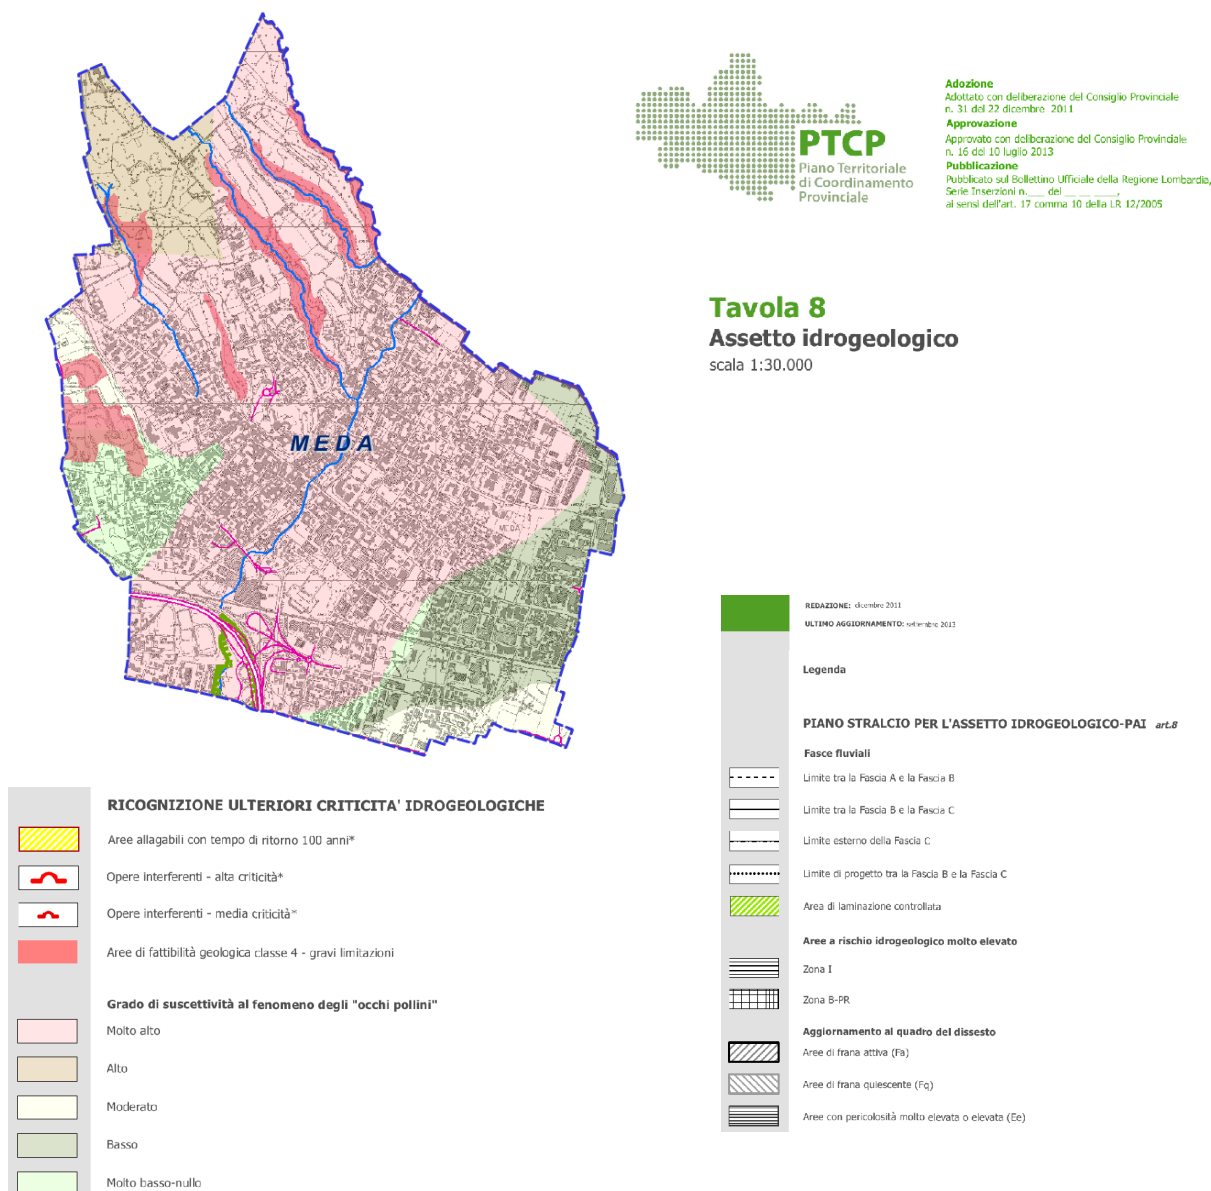 PTCP
Piano Territoriale
di Coordinamento
Provinciale
Adozione
Adottato con deliberazione del Consiglio Provinciale
n. 31 del 22 dicembre 2011
Approvazione
Approvato con deliberazione del Consiglio Provinciale
n. 16 del 10 luglio 2013
Pubblicazione
Pubblicato sul Bollettino Ufficiale della Regione Lombardia,
Serie Inserzioni n.___ del __ __ ____,
ai sensi dell'art. 17 comma 10 della LR 12/2005
Tavola 8
Assetto idrogeologico
scala 1:30.000
MEDA
MEDA
REDAZIONE: dicembre 2011
ULTIMO AGGIORNAMENTO: settembre 2013
Legenda
PIANO STRALCIO PER L'ASSETTO IDROGEOLOGICO-PAI art.8
Fasce fluviali
Limite tra la Fascia A e la Fascia B
Limite tra la Fascia B e la Fascia C
Limite esterno della Fascia C
Limite di progetto tra la Fascia B e la Fascia C
Area di laminazione controllata
Aree a rischio idrogeologico molto elevato
Zona I
Zona B-PR
Aggiornamento al quadro del dissesto
Aree di frana attiva (Fa)
Aree di frana quiescente (Fq)
Aree con pericolosità molto elevata o elevata (Ee)
RICOGNIZIONE ULTERIORI CRITICITA' IDROGEOLOGICHE
Aree allagabili con tempo di ritorno 100 anni*
Opere interferenti - alta criticità*
Opere interferenti - media criticità*
Aree di fattibilità geologica classe 4 - gravi limitazioni
Grado di suscettività al fenomeno degli "occhi pollini"
Molto alto
Alto
Moderato
Basso
Molto basso-nullo